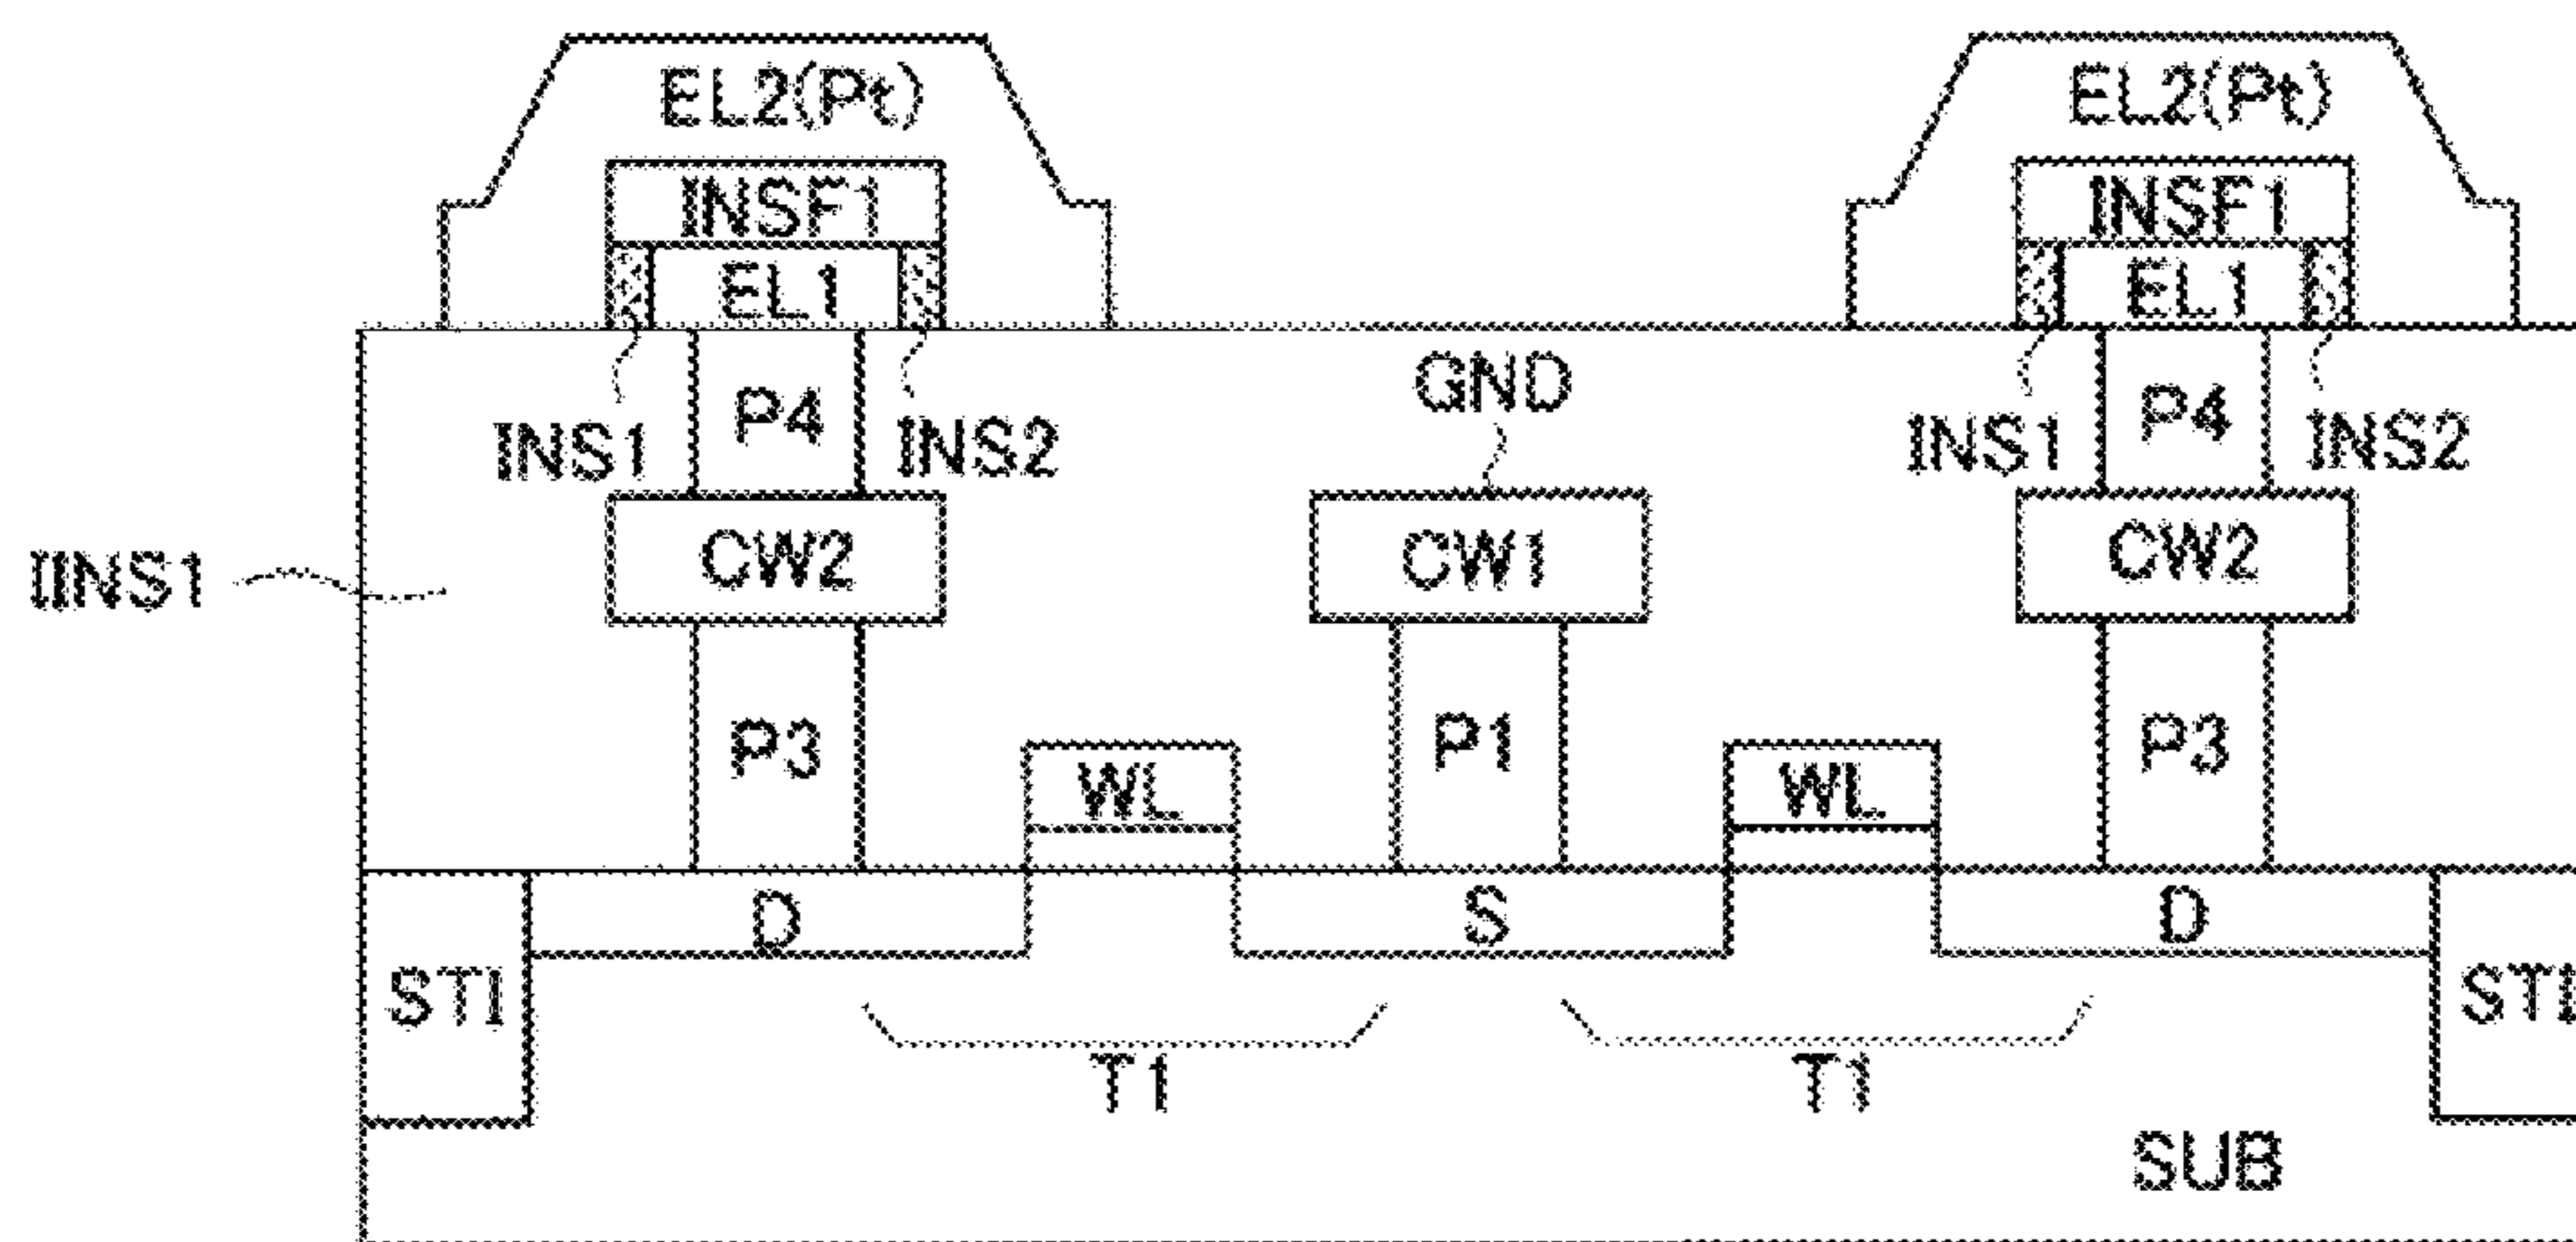 EL2(Pt) EL2(Pt)
INSF1 INSF1
EL1 EL1
GND
P4 P4
INS1 INS2 INS1 INS2
CW2 CW1 CW2
IINS1
P3 P1 P3
WL WL
D S D
STI STI
T1 T1
SUB